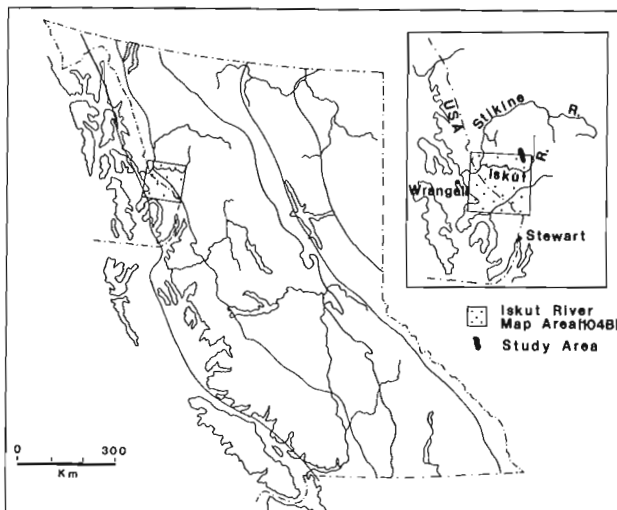 USA
Stikine
R.
R.
Iskut
Wrangell
Stewart
Iskut River
Map Area(104B)
Study Area
0 300
Km